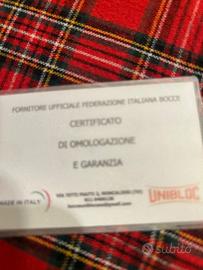 FORNITORE UFFICIALE FEDERAZIONE ITALIANA BOCCE
CERTIFICATO
DI OMOLOGAZIONE
E GARANZIA
MADE IN ITALY
UNIBLOC
subito